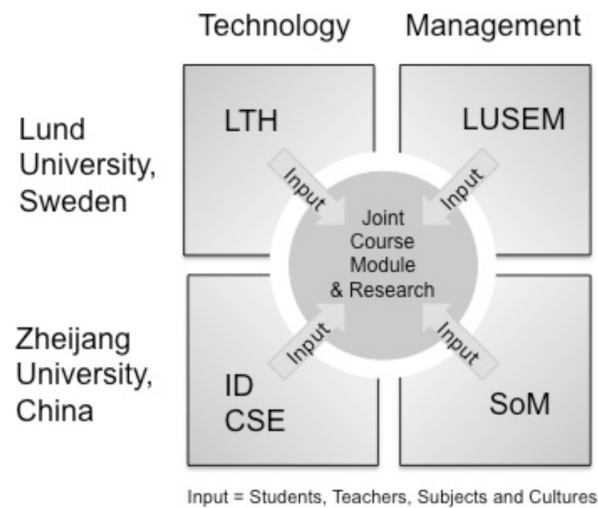 Technology
Management
Lund
University,
Sweden
LTH
LUSEM
Input
Input
Joint
Course
Module
& Research
Zheijang
University,
China
Input
Input
ID
CSE
SoM
Input = Students, Teachers, Subjects and Cultures